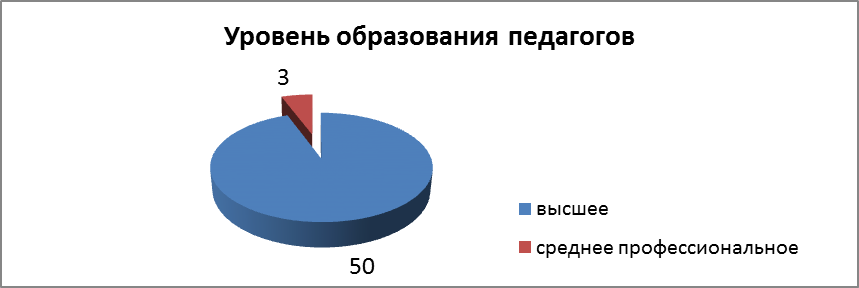 Уровень образования педагогов
3
50
высшее
среднее профессиональное